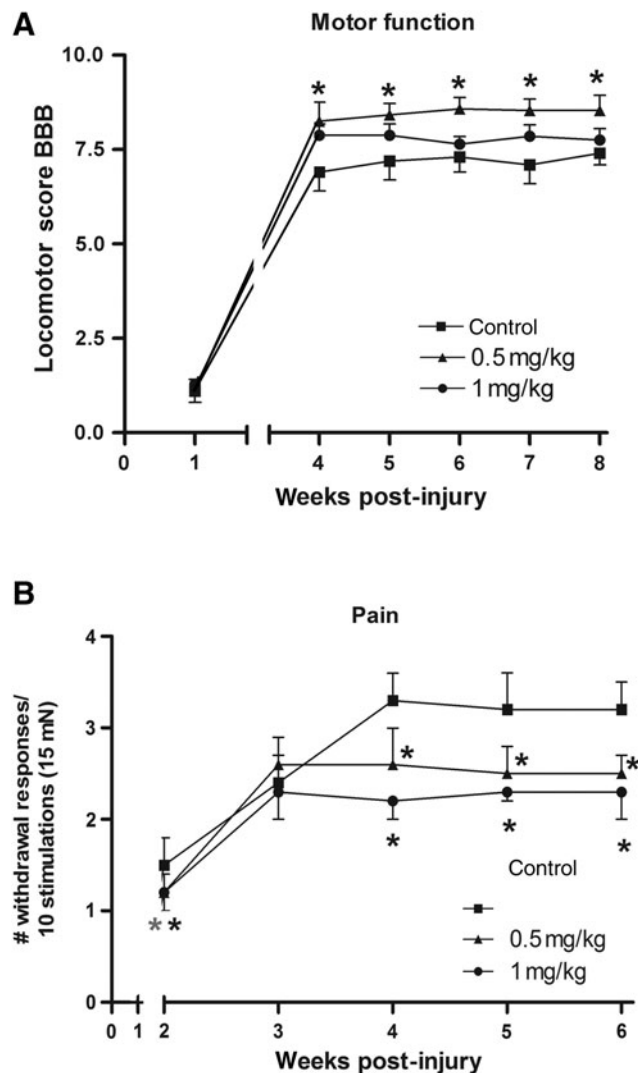 A
Motor function
10.0
7.5
5.0
2.5
0.0
Locomotor score BBB
* * * * *
Control
0.5 mg/kg
1 mg/kg
0 1 4 5 6 7 8
Weeks post-injury
B
Pain
4
3
2
1
0
# withdrawal responses/
10 stimulations (15 mN)
* * *
* * *
* *
Control
0.5 mg/kg
1 mg/kg
0 1 2 3 4 5 6
Weeks post-injury